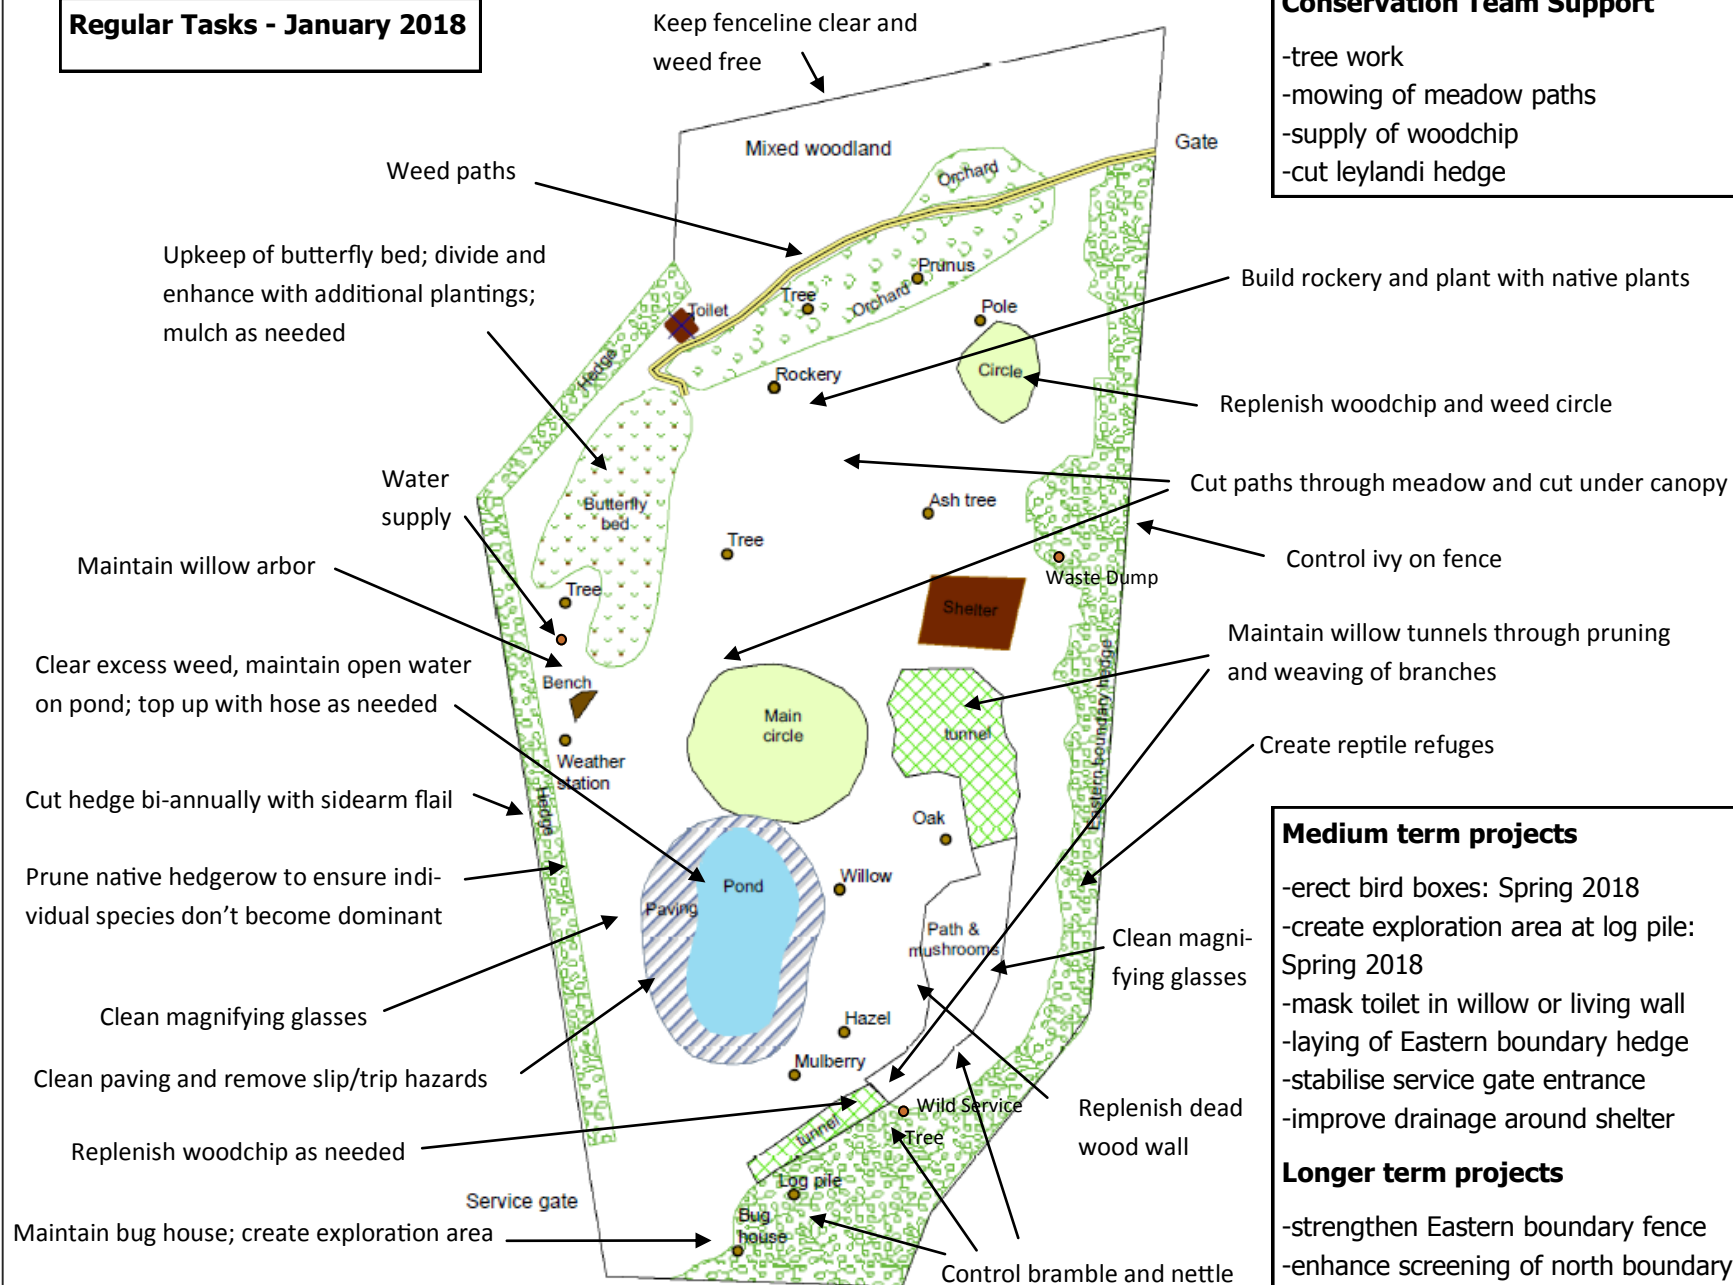 Regular Tasks - January 2018
Keep fenceline clear and
weed free
Conservation Team Support
-tree work
-mowing of meadow paths
-supply of woodchip
-cut leylandi hedge
Gate
Mixed woodland
Orchard
Weed paths
Upkeep of butterfly bed; divide and
enhance with additional plantings;
mulch as needed
Prunus
Tree
Orchard
Toilet
Pole
Build rockery and plant with native plants
Hedge
Rockery
Circle
Replenish woodchip and weed circle
Water
supply
Butterfly
bed
Ash tree
Cut paths through meadow and cut under canopy
Tree
Control ivy on fence
Waste Dump
Maintain willow arbor
Tree
Shelter
Maintain willow tunnels through pruning
and weaving of branches
Clear excess weed, maintain open water
on pond; top up with hose as needed
Bench
Main
circle
tunnel
Eastern boundary hedge
Create reptile refuges
Weather
station
Cut hedge bi-annually with sidearm flail
Hedge
Oak
Medium term projects
-erect bird boxes: Spring 2018
-create exploration area at log pile:
Spring 2018
-mask toilet in willow or living wall
-laying of Eastern boundary hedge
-stabilise service gate entrance
-improve drainage around shelter
Prune native hedgerow to ensure indi-
vidual species don't become dominant
Pond
Willow
Paving
Path &
mushrooms
Clean magni-
fying glasses
Clean magnifying glasses
Hazel
Mulberry
Clean paving and remove slip/trip hazards
Wild Service
Tree
Replenish dead
wood wall
tunnel
Replenish woodchip as needed
Log pile
Longer term projects
-strengthen Eastern boundary fence
-enhance screening of north boundary
Service gate
Bug
house
Maintain bug house; create exploration area
Control bramble and nettle